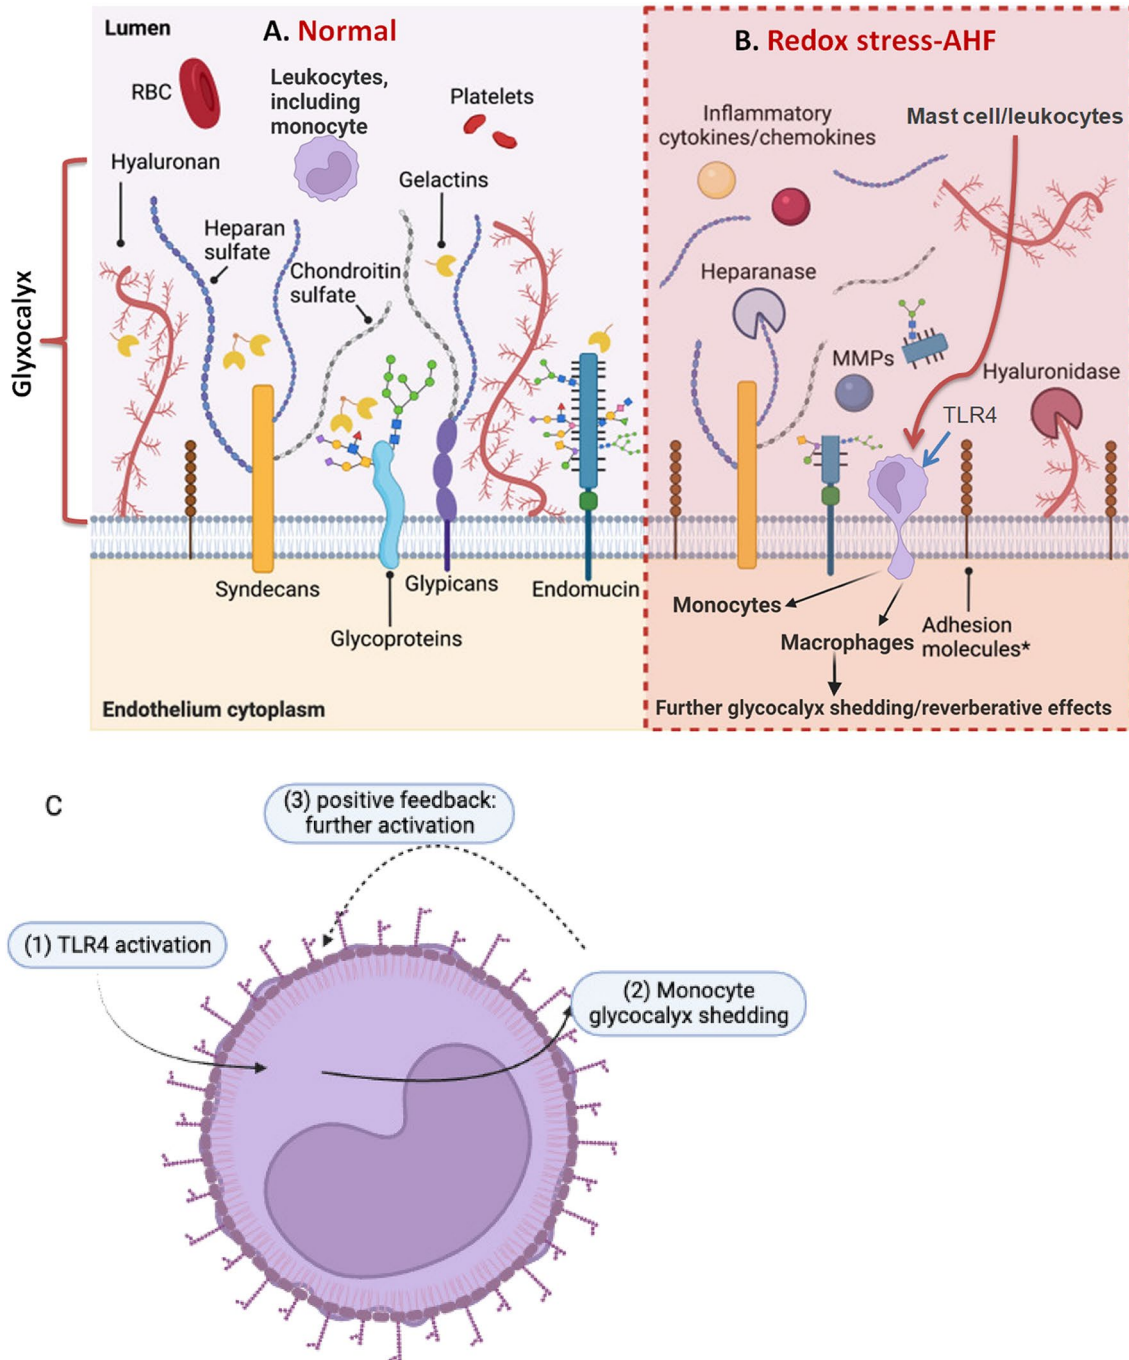 Lumen
A. Normal
RBC
Leukocytes,
including
monocyte
Platelets
Hyaluronan
Gelactins
Heparan
sulfate
Chondroitin
sulfate
Glyxocalyx
Syndecans
Glycoproteins
Glypicans
Endomucin
Endothelium cytoplasm
B. Redox stress-AHF
Inflammatory
cytokines/chemokines
Mast cell/leukocytes
Heparanase
MMPs
Hyaluronidase
TLR4
Monocytes
Macrophages
Adhesion
molecules*
Further glycocalyx shedding/reverberative effects
C
(3) positive feedback:
further activation
(1) TLR4 activation
(2) Monocyte
glycocalyx shedding